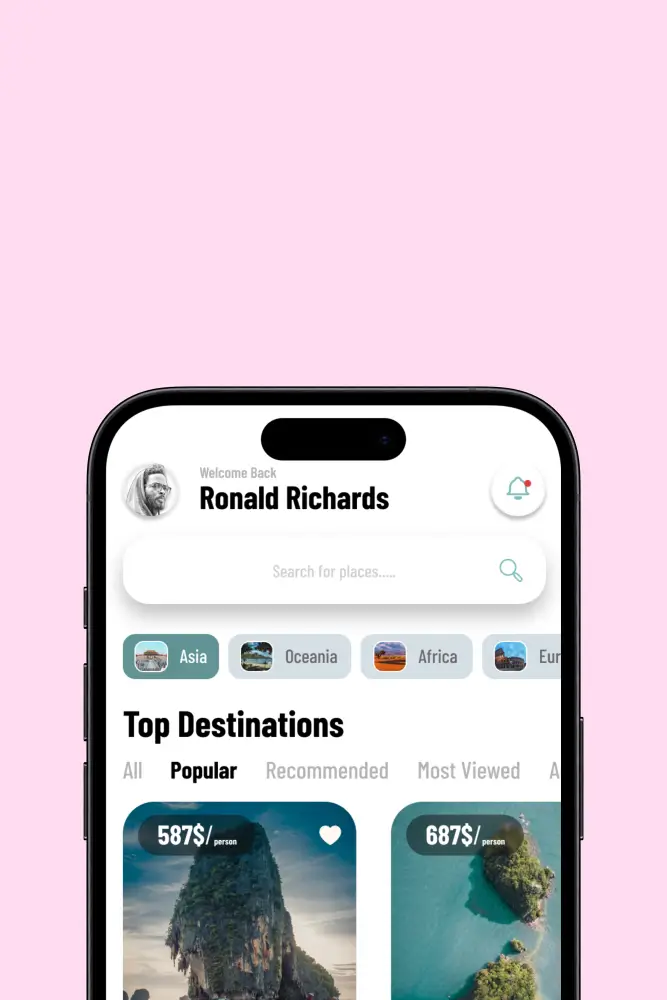 Welcome Back
Ronald Richards
Search for places.....
Asia Oceania Africa Eur
Top Destinations
All Popular Recommended Most Viewed A
587$/person 687$/person